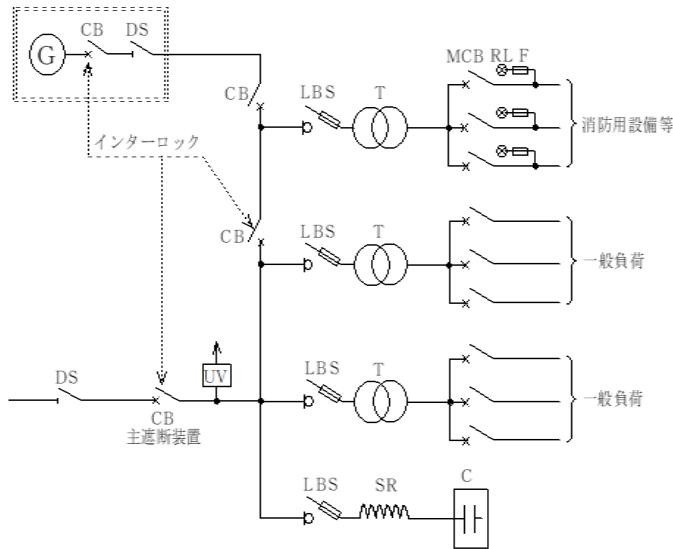 CB DS
G
CB
LBS T MCB RL F
消防用設備等
インターロック
CB
LBS T
一般負荷
DS
UV
LBS T
CB
主遮断装置
一般負荷
LBS SR C